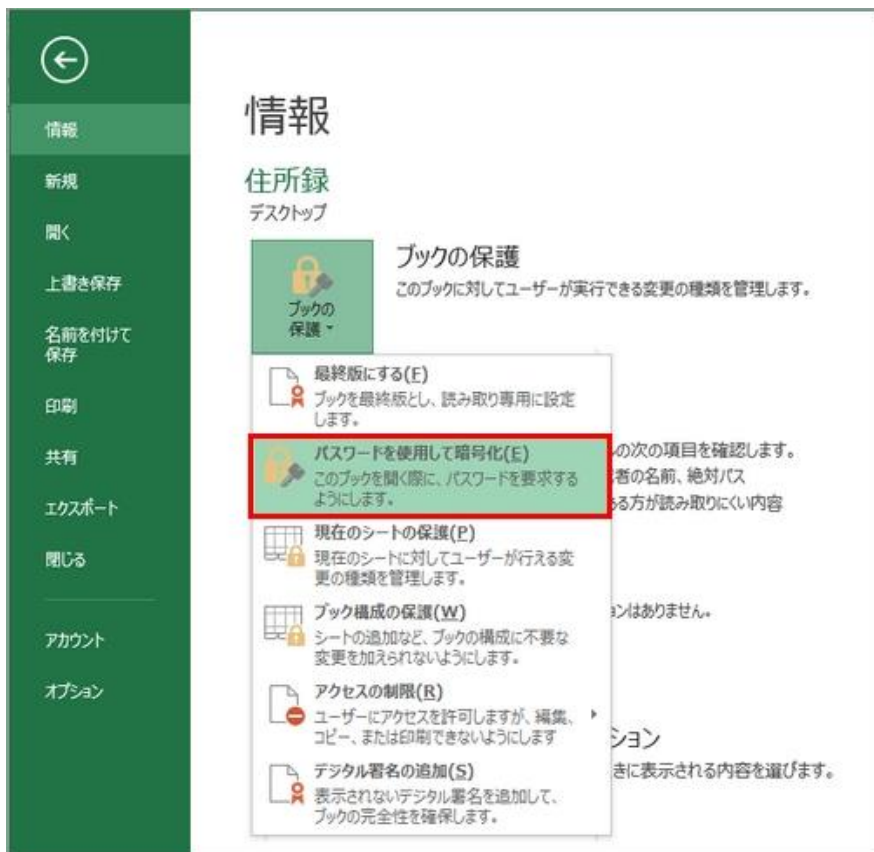 情報
新規
開く
上書き保存
名前を付けて
保存
印刷
共有
エクスポート
閉じる
アカウント
オプション
情報
住所録
デスクトップ
ブックの
保護
ブックの保護
このブックに対してユーザーが実行できる変更の種類を管理します。
最終版にする(F)
ブックを最終版とし、読み取り専用に設定
します。
パスワードを使用して暗号化(E)
このブックを開く際に、パスワードを要求する
ようにします。
現在のシートの保護(P)
現在のシートに対してユーザーが行える変
更の種類を管理します。
ブック構成の保護(W)
シートの追加など、ブックの構成に不要な
変更を加えられないようにします。
アクセスの制限(R)
ユーザーにアクセスを許可しますが、編集、
コピー、または印刷できないようにします
デジタル署名の追加(S)
表示されないデジタル署名を追加して、
ブックの完全性を確保します。
の次の項目を確認します。
者の名前、絶対パス
る方が読み取りにくい内容
ョンはありません。
ション
きに表示される内容を選びます。